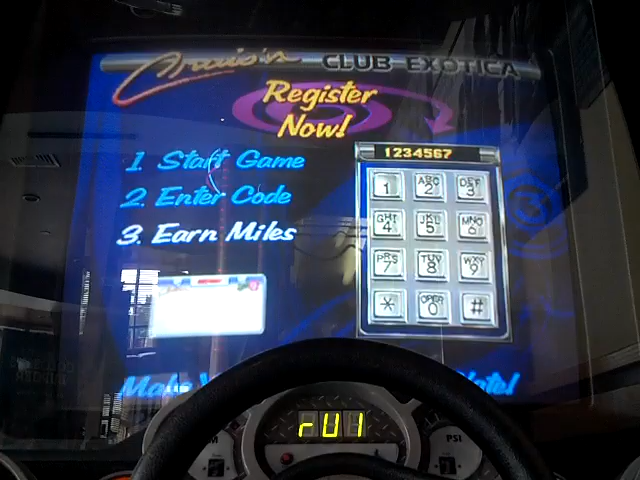 Cruis'n CLUB EXOTICA
Register
Now!
1. Start Game
2. Enter Code
3. Earn Miles
1234567
1 ABC 2 DEF 3
GHI 4 JKL 5 MNO 6
PRS 7 TUV 8 WXY 9
* OPER 0 #
rU1
PSI